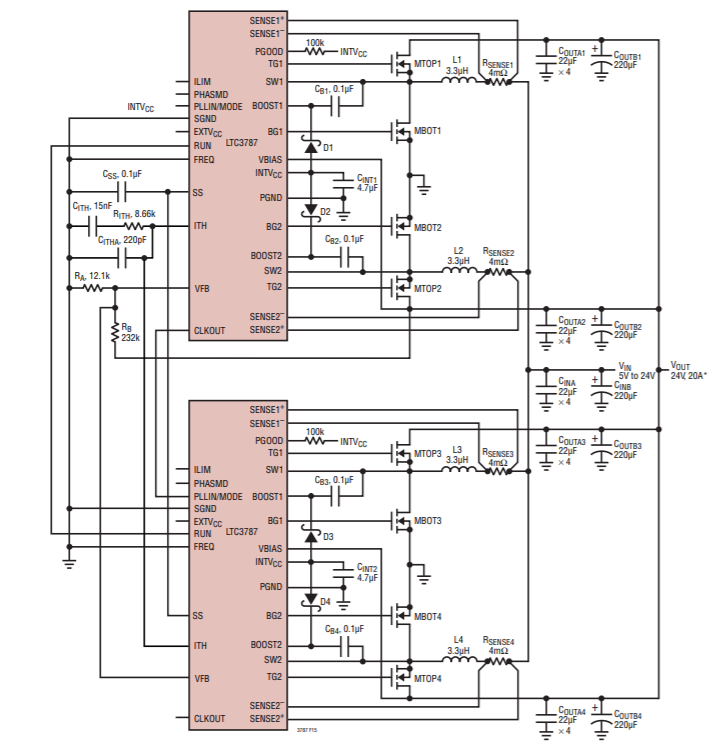 SENSE1+
SENSE1–
PGOOD
100k
INTVCC
TG1
MTOP1
L1
3.3µH
RSENSE1
4mΩ
COUTA1
22µF
× 4
+
COUTB1
220µF
ILIM
SW1
PHASMD
CB1, 0.1µF
INTVCC
PLLIN/MODE
BOOST1
SGND
EXTVCC
LTC3787
BG1
MBOT1
RUN
D1
FREQ
VBIAS
INTVCC
CSS, 0.1µF
CINT1
4.7µF
SS
PGND
CITH, 15nF
RITH, 8.66k
D2
ITH
BG2
MBOT2
CITHA, 220pF
CB2, 0.1µF
BOOST2
L2
3.3µH
RSENSE2
4mΩ
SW2
RA, 12.1k
VFB
TG2
MTOP2
RB
232k
SENSE2–
CLKOUT
SENSE2+
COUTA2
22µF
× 4
+
COUTB2
220µF
VIN
5V to 24V
VOUT
24V, 20A*
CINA
22µF
× 4
+
CINB
220µF
SENSE1+
SENSE1–
PGOOD
100k
INTVCC
TG1
MTOP3
L3
3.3µH
RSENSE3
4mΩ
COUTA3
22µF
× 4
+
COUTB3
220µF
ILIM
SW1
PHASMD
CB3, 0.1µF
PLLIN/MODE
BOOST1
SGND
EXTVCC
LTC3787
BG1
MBOT3
RUN
D3
FREQ
VBIAS
INTVCC
CINT2
4.7µF
PGND
D4
SS
BG2
MBOT4
CB4, 0.1µF
ITH
BOOST2
L4
3.3µH
RSENSE4
4mΩ
SW2
VFB
TG2
MTOP4
SENSE2–
CLKOUT
SENSE2+
COUTA4
22µF
× 4
+
COUTB4
220µF
3787 F15